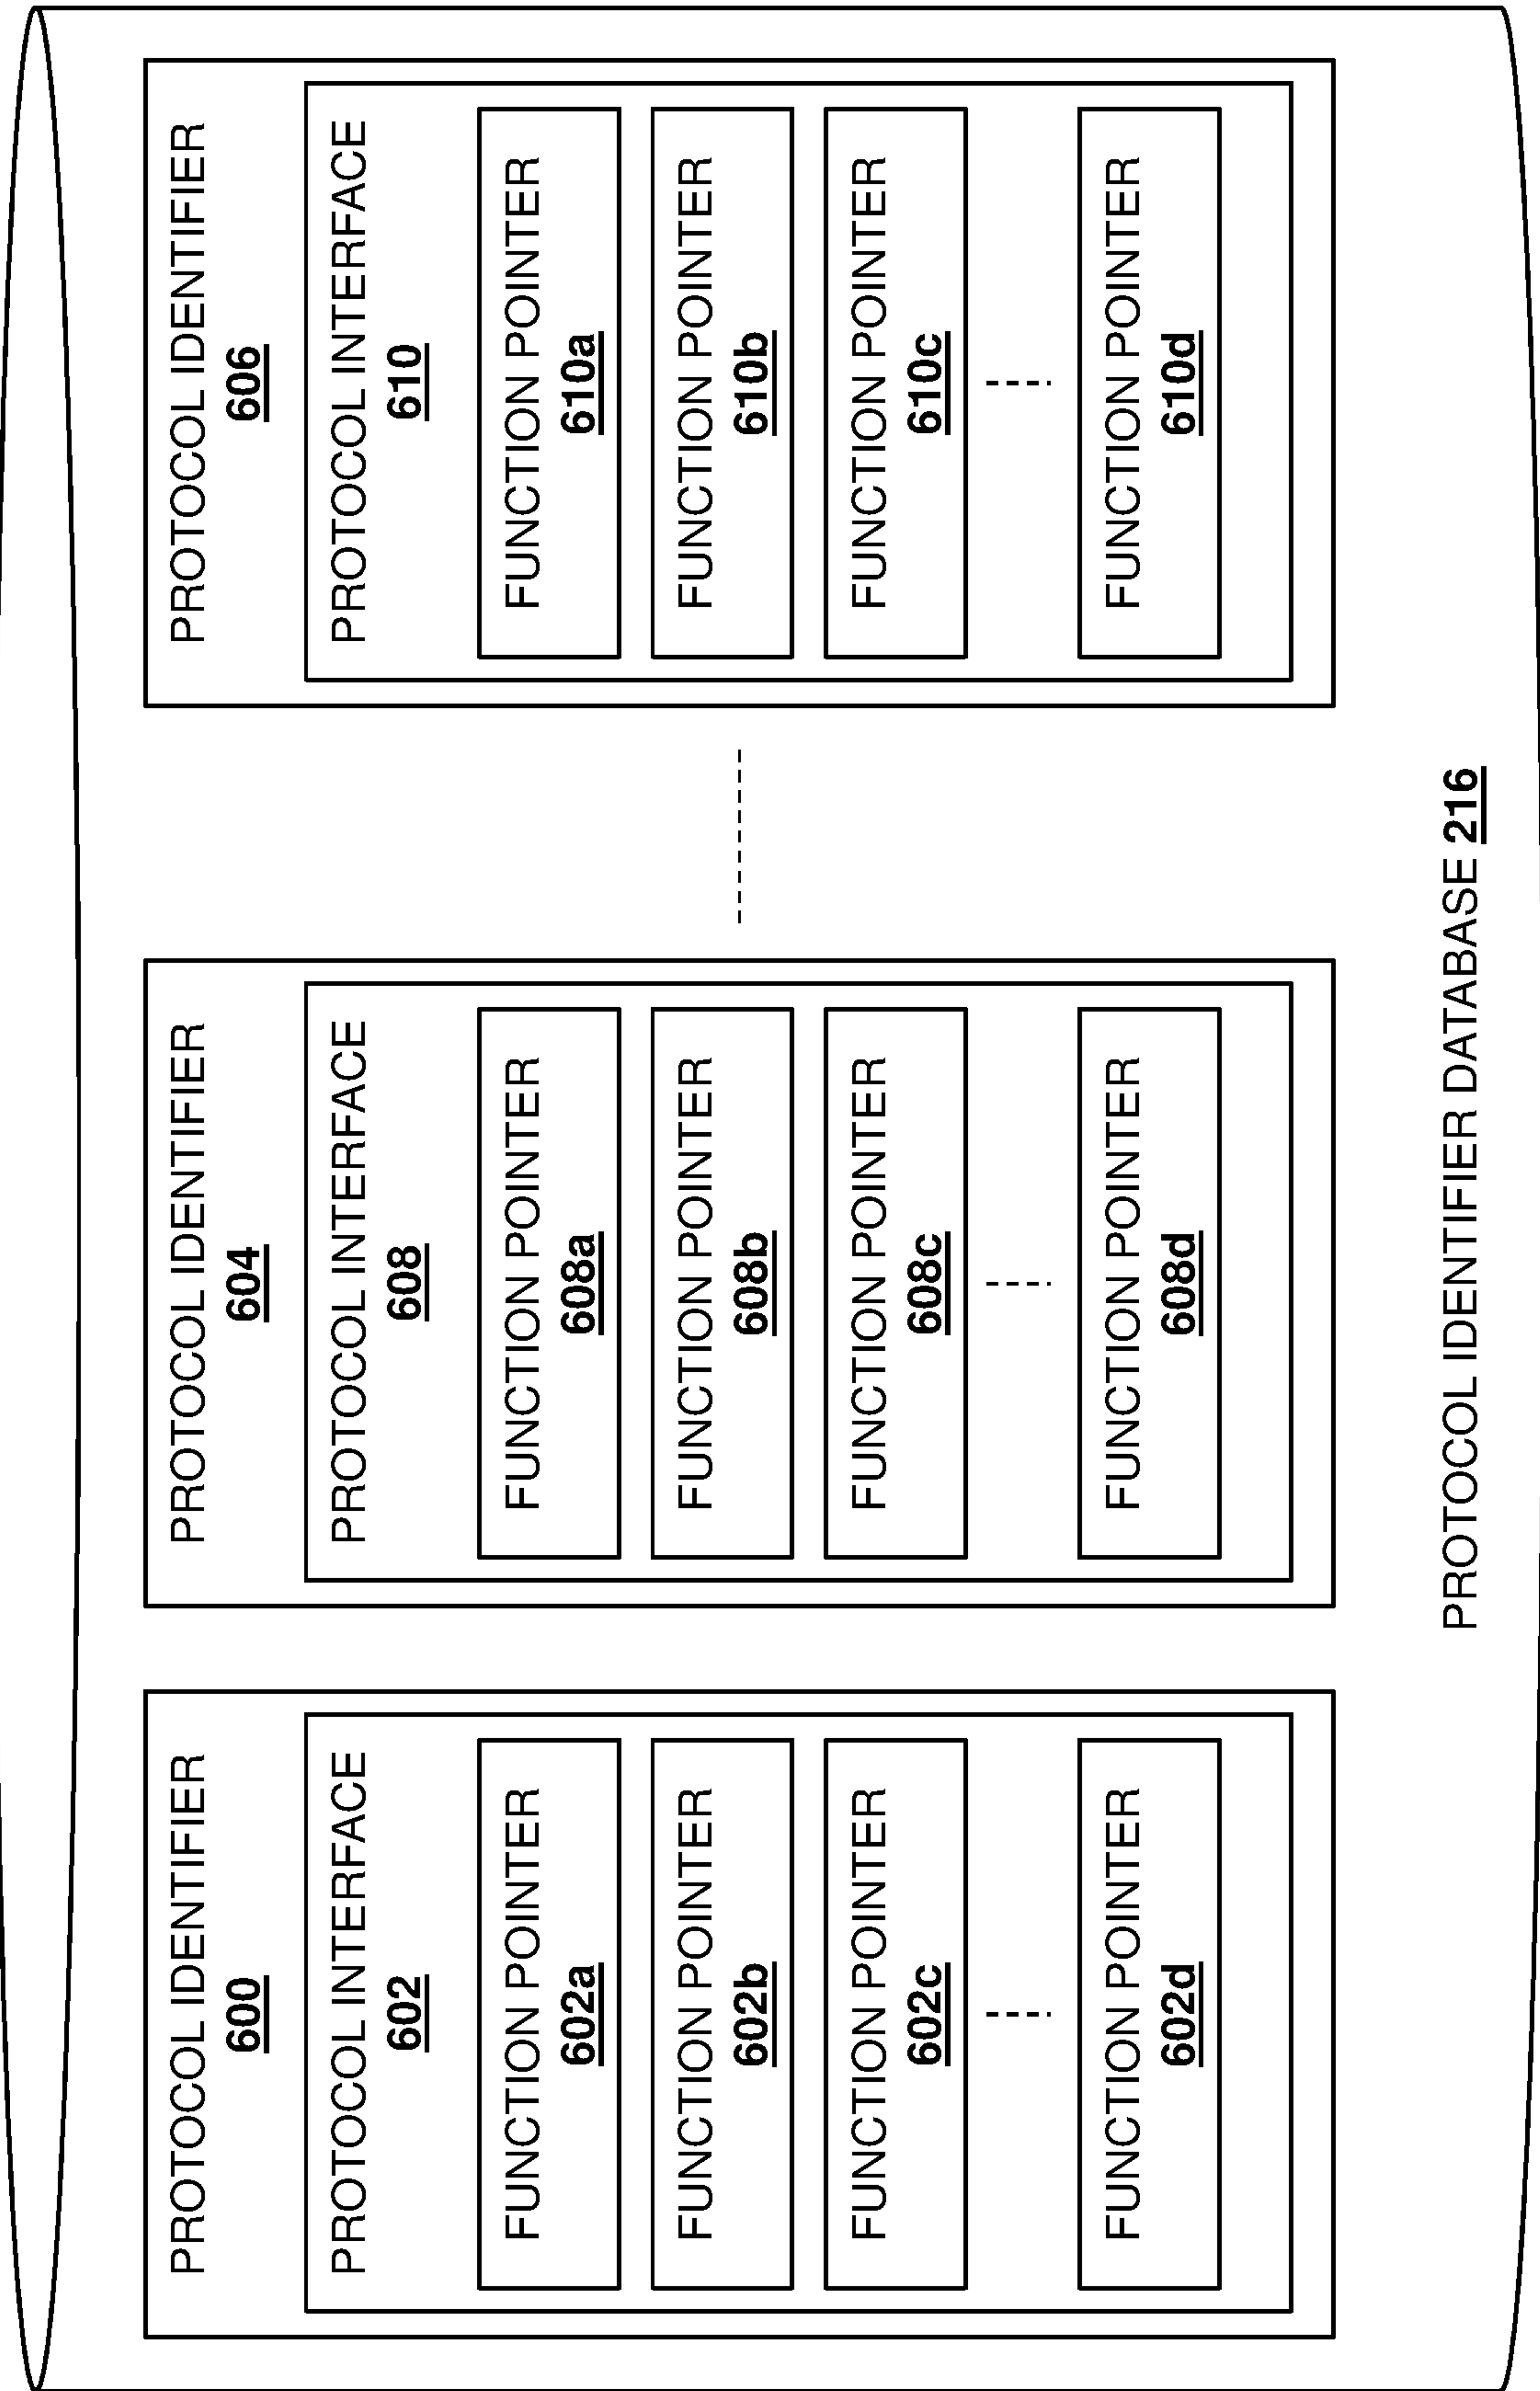 PROTOCOL IDENTIFIER
600
PROTOCOL INTERFACE
602
FUNCTION POINTER
602a
FUNCTION POINTER
602b
FUNCTION POINTER
602c
FUNCTION POINTER
602d
PROTOCOL IDENTIFIER
604
PROTOCOL INTERFACE
608
FUNCTION POINTER
608a
FUNCTION POINTER
608b
FUNCTION POINTER
608c
FUNCTION POINTER
608d
PROTOCOL IDENTIFIER
606
PROTOCOL INTERFACE
610
FUNCTION POINTER
610a
FUNCTION POINTER
610b
FUNCTION POINTER
610c
FUNCTION POINTER
610d
PROTOCOL IDENTIFIER DATABASE 216